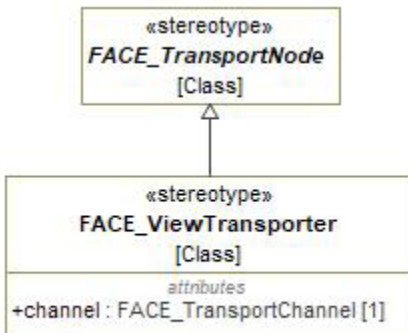 «stereotype»
FACE_TransportNode
[Class]
«stereotype»
FACE_ViewTransporter
[Class]
attributes
+channel : FACE_TransportChannel [1]